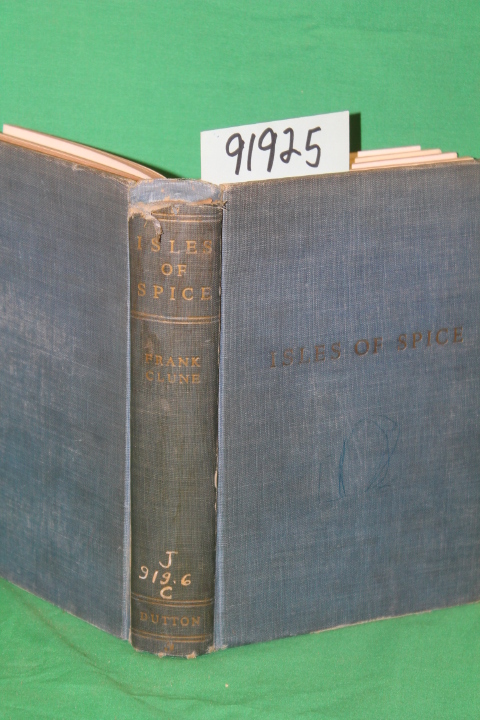 91925
ISLES
OF
SPICE
FRANK
CLUNE
J
919.6
C
DUTTON
ISLES OF SPICE